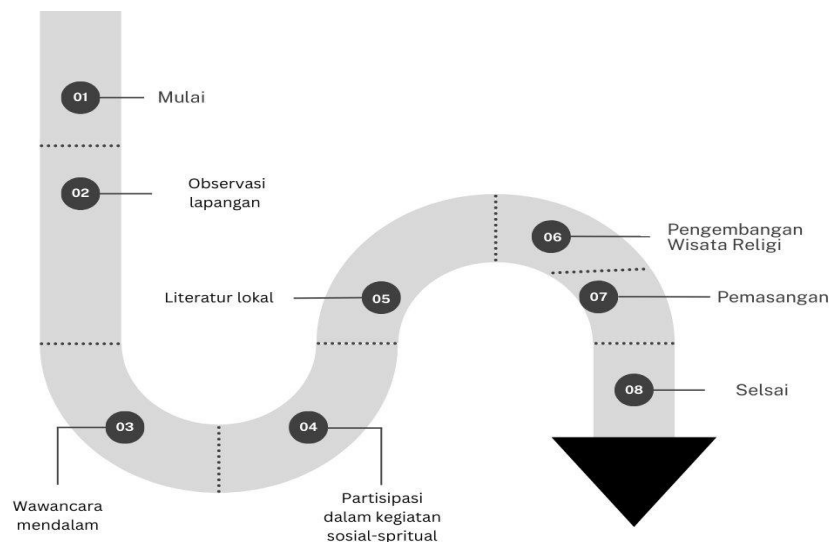 01
Mulai
02
Observasi
lapangan
03
Wawancara
mendalam
04
Partisipasi
dalam kegiatan
sosial-spritual
05
Literatur lokal
06
Pengembangan
Wisata Religi
07
Pemasangan
08
Selsai